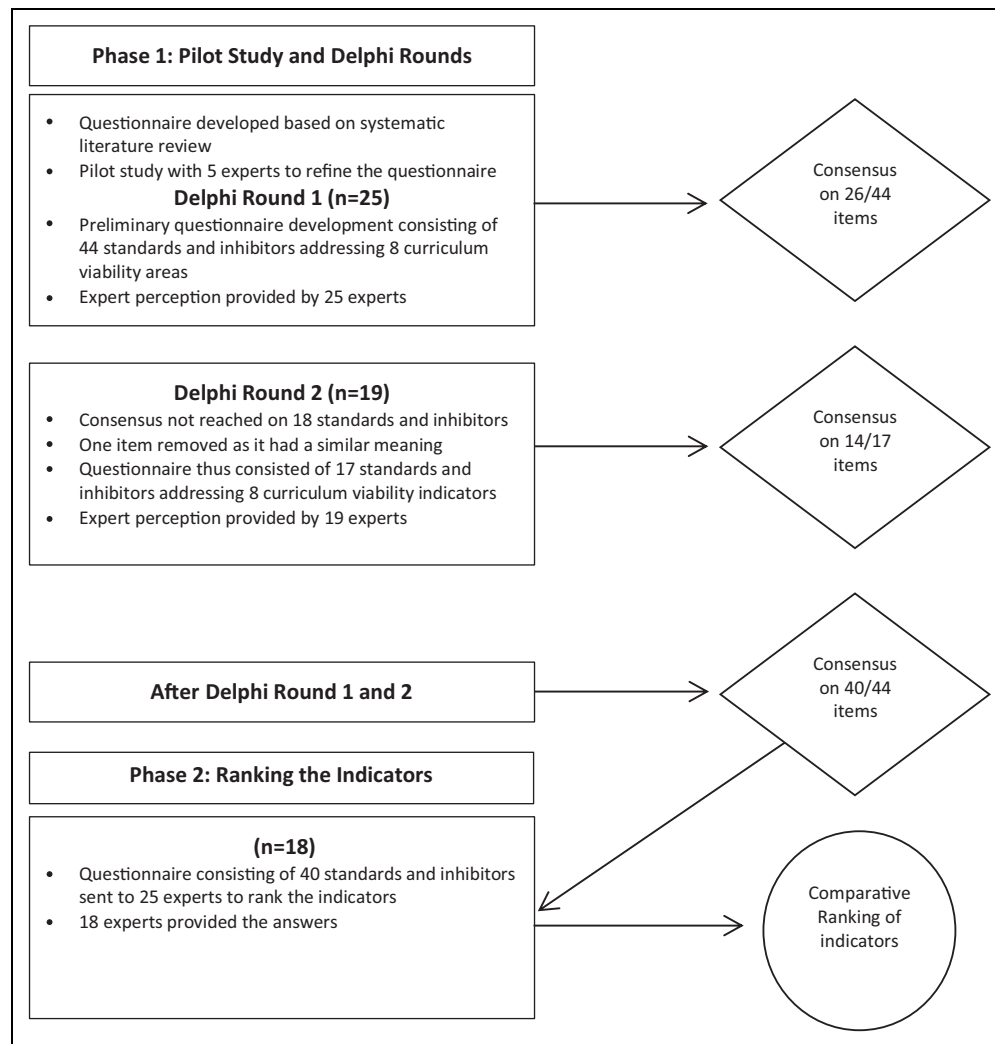 Phase 1: Pilot Study and Delphi Rounds
• Questionnaire developed based on systematic
literature review
• Pilot study with 5 experts to refine the questionnaire
Delphi Round 1 (n=25)
• Preliminary questionnaire development consisting of
44 standards and inhibitors addressing 8 curriculum
viability areas
• Expert perception provided by 25 experts
Consensus
on 26/44
items
Delphi Round 2 (n=19)
• Consensus not reached on 18 standards and inhibitors
• One item removed as it had a similar meaning
• Questionnaire thus consisted of 17 standards and
inhibitors addressing 8 curriculum viability indicators
• Expert perception provided by 19 experts
Consensus
on 14/17
items
After Delphi Round 1 and 2
Consensus
on 40/44
items
Phase 2: Ranking the Indicators
(n=18)
• Questionnaire consisting of 40 standards and inhibitors
sent to 25 experts to rank the indicators
• 18 experts provided the answers
Comparative
Ranking of
indicators